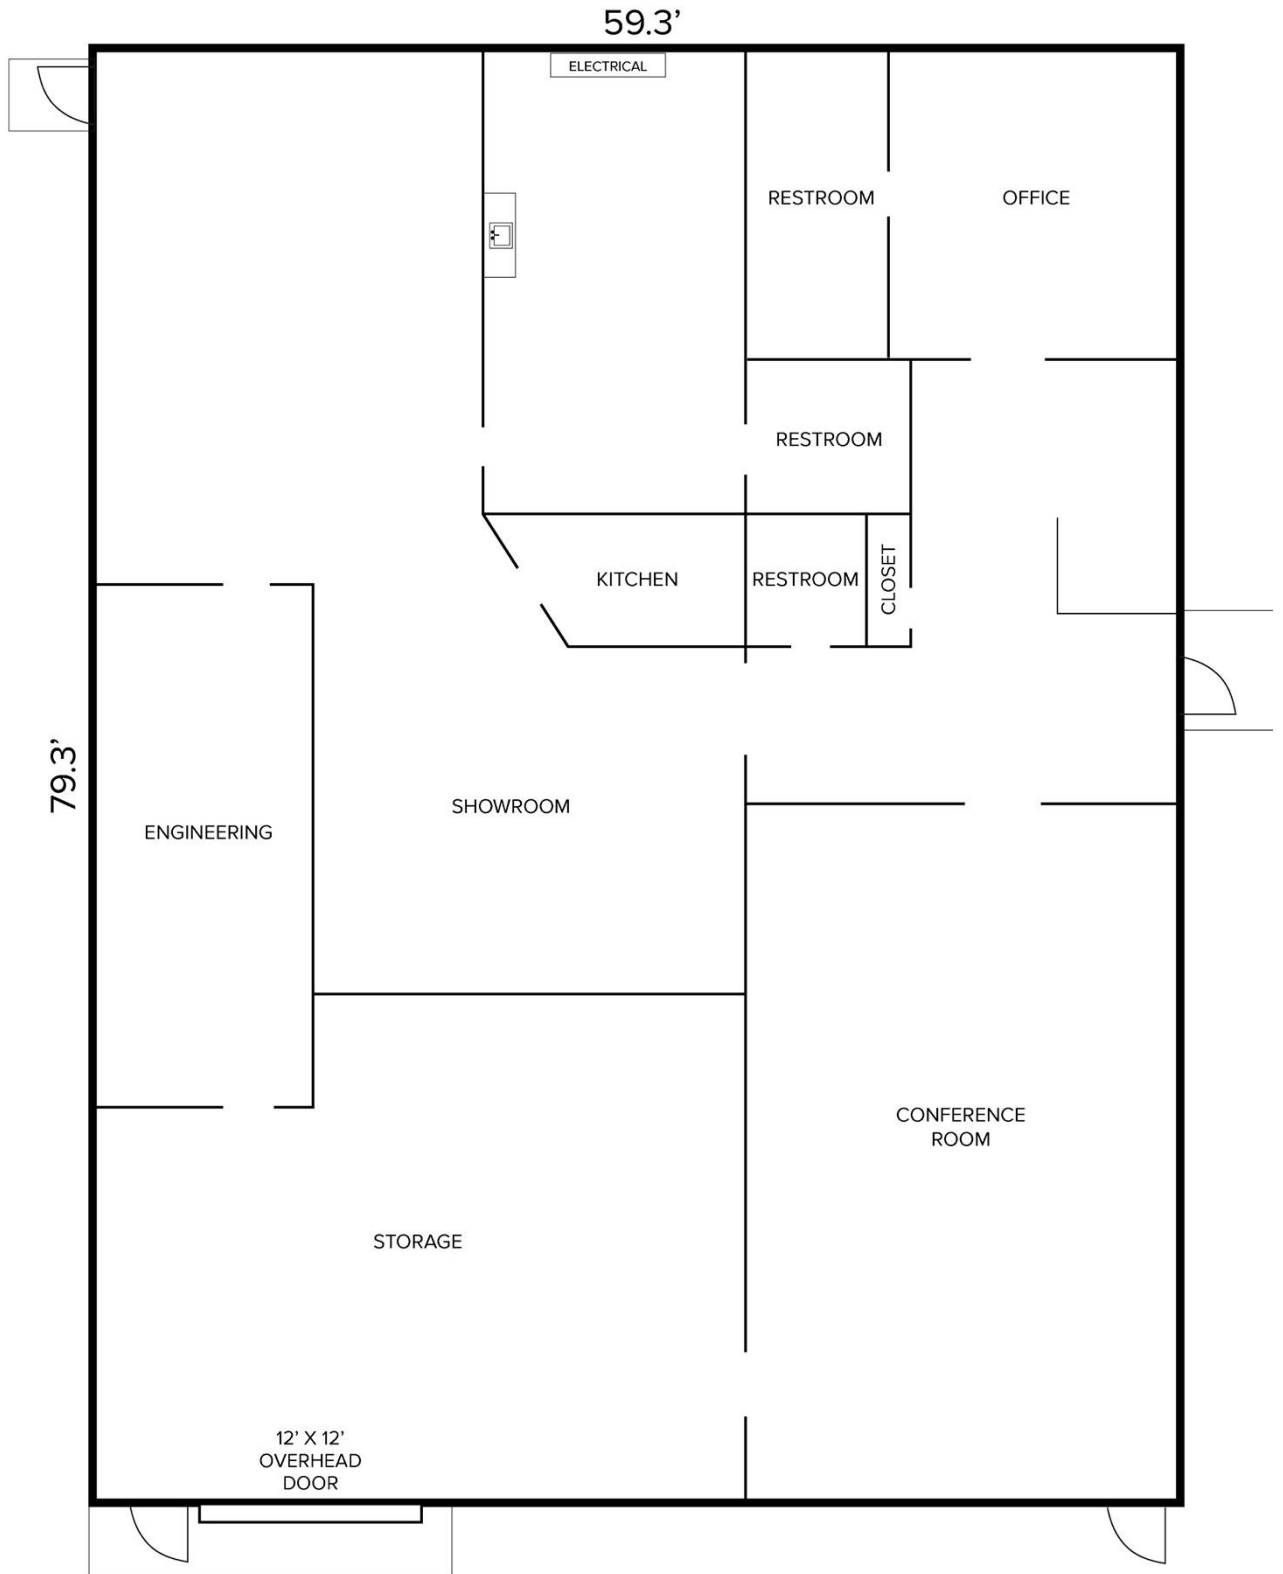 59.3’
ELECTRICAL
RESTROOM
OFFICE
RESTROOM
KITCHEN
RESTROOM
CLOSET
79.3’
SHOWROOM
ENGINEERING
CONFERENCE
ROOM
STORAGE
12’ X 12’
OVERHEAD
DOOR